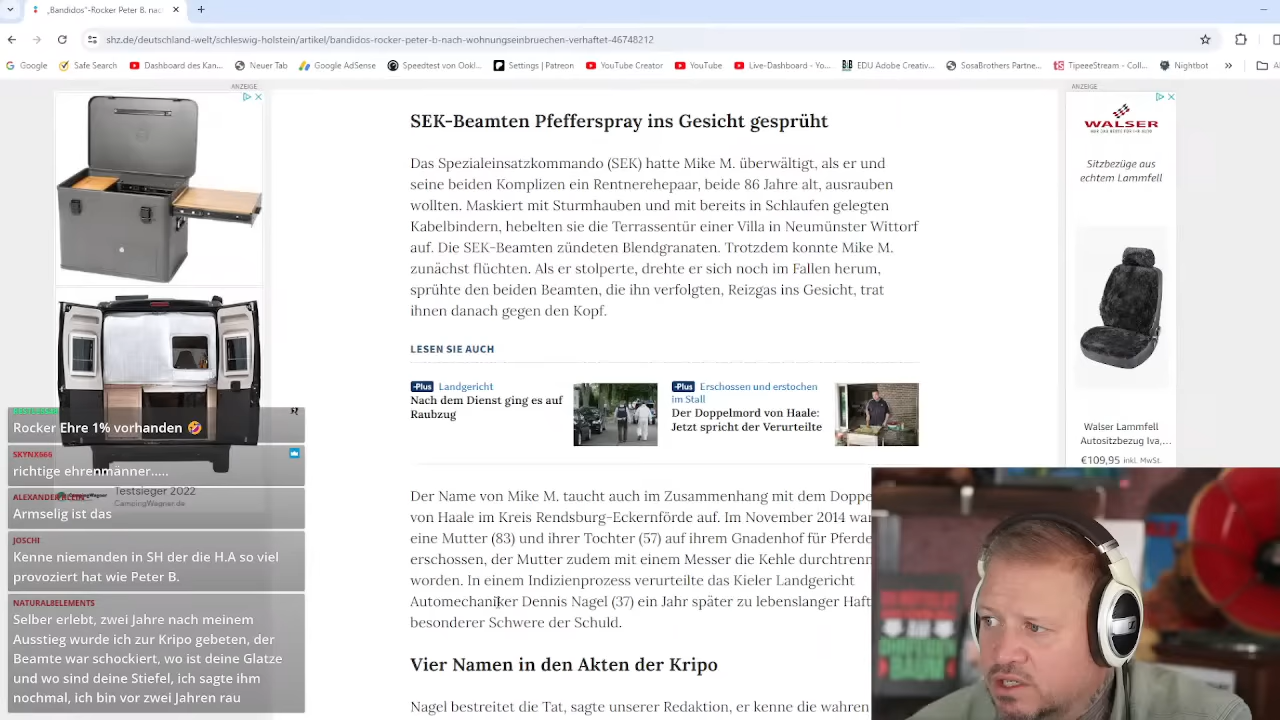 „Bandidos“-Rocker Peter B. nac
shz.de/deutschland-welt/schleswig-holstein/artikel/bandidos-rocker-peter-b-nach-wohnungseinbruechen-verhaftet-46748212
Google
Safe Search
Dashboard des Kan...
Neuer Tab
Google AdSense
Speedtest von Ookl...
Settings | Patreon
YouTube Creator
YouTube
Live-Dashboard - Yo...
EDU Adobe Creativ...
SosaBrothers Partne...
TipeeeStream - Coll...
Nightbot
ANZEIGE
ANZEIGE
SEK-Beamten Pfefferspray ins Gesicht gesprüht
Das Spezialeinsatzkommando (SEK) hatte Mike M. überwältigt, als er und
seine beiden Komplizen ein Rentnerehepaar, beide 86 Jahre alt, ausrauben
wollten. Maskiert mit Sturmhauben und mit bereits in Schlaufen gelegten
Kabelbindern, hebelten sie die Terrassentür einer Villa in Neumünster Wittorf
auf. Die SEK-Beamten zündeten Blendgranaten. Trotzdem konnte Mike M.
zunächst flüchten. Als er stolperte, drehte er sich noch im Fallen herum,
sprühte den beiden Beamten, die ihn verfolgten, Reizgas ins Gesicht, trat
ihnen danach gegen den Kopf.
LESEN SIE AUCH
-Plus Landgericht
Nach dem Dienst ging es auf
Raubzug
-Plus Erschossen und erstochen
im Stall
Der Doppelmord von Haale:
Jetzt spricht der Verurteilte
Der Name von Mike M. taucht auch im Zusammenhang mit dem Doppe
von Haale im Kreis Rendsburg-Eckernförde auf. Im November 2014 war
eine Mutter (83) und ihrer Tochter (57) auf ihrem Gnadenhof für Pferde
erschossen, der Mutter zudem mit einem Messer die Kehle durchtrenn
worden. In einem Indizienprozess verurteilte das Kieler Landgericht
Automechaniker Dennis Nagel (37) ein Jahr später zu lebenslanger Haft
besonderer Schwere der Schuld.
Vier Namen in den Akten der Kripo
Nagel bestreitet die Tat, sagte unserer Redaktion, er kenne die wahren
WALSER
Sitzbezüge aus
echtem Lammfell
Walser Lammfell
Autositzbezug Iva,...
€109,95 inkl. MwSt.
Rocker Ehre 1% vorhanden 🤣
SKYNX666
richtige ehrenmänner.....
Testsieger 2022
CampingWagner.de
Armselig ist das
JOSCHI
Kenne niemanden in SH der die H.A so viel
provoziert hat wie Peter B.
NATURAL8ELEMENTS
Selber erlebt, zwei Jahre nach meinem
Ausstieg wurde ich zur Kripo gebeten, der
Beamte war schockiert, wo ist deine Glatze
und wo sind deine Stiefel, ich sagte ihm
nochmal, ich bin vor zwei Jahren rau